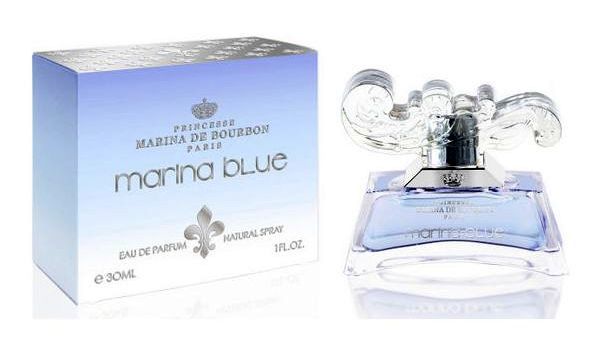 PRINCESSE
MARINA DE BOURBON
PARIS
marina blue
EAU DE PARFUM NATURAL SPRAY
e 30ML 1FL.OZ.
PRINCESSE
MARINA DE BOURBON
PARIS
marina blue